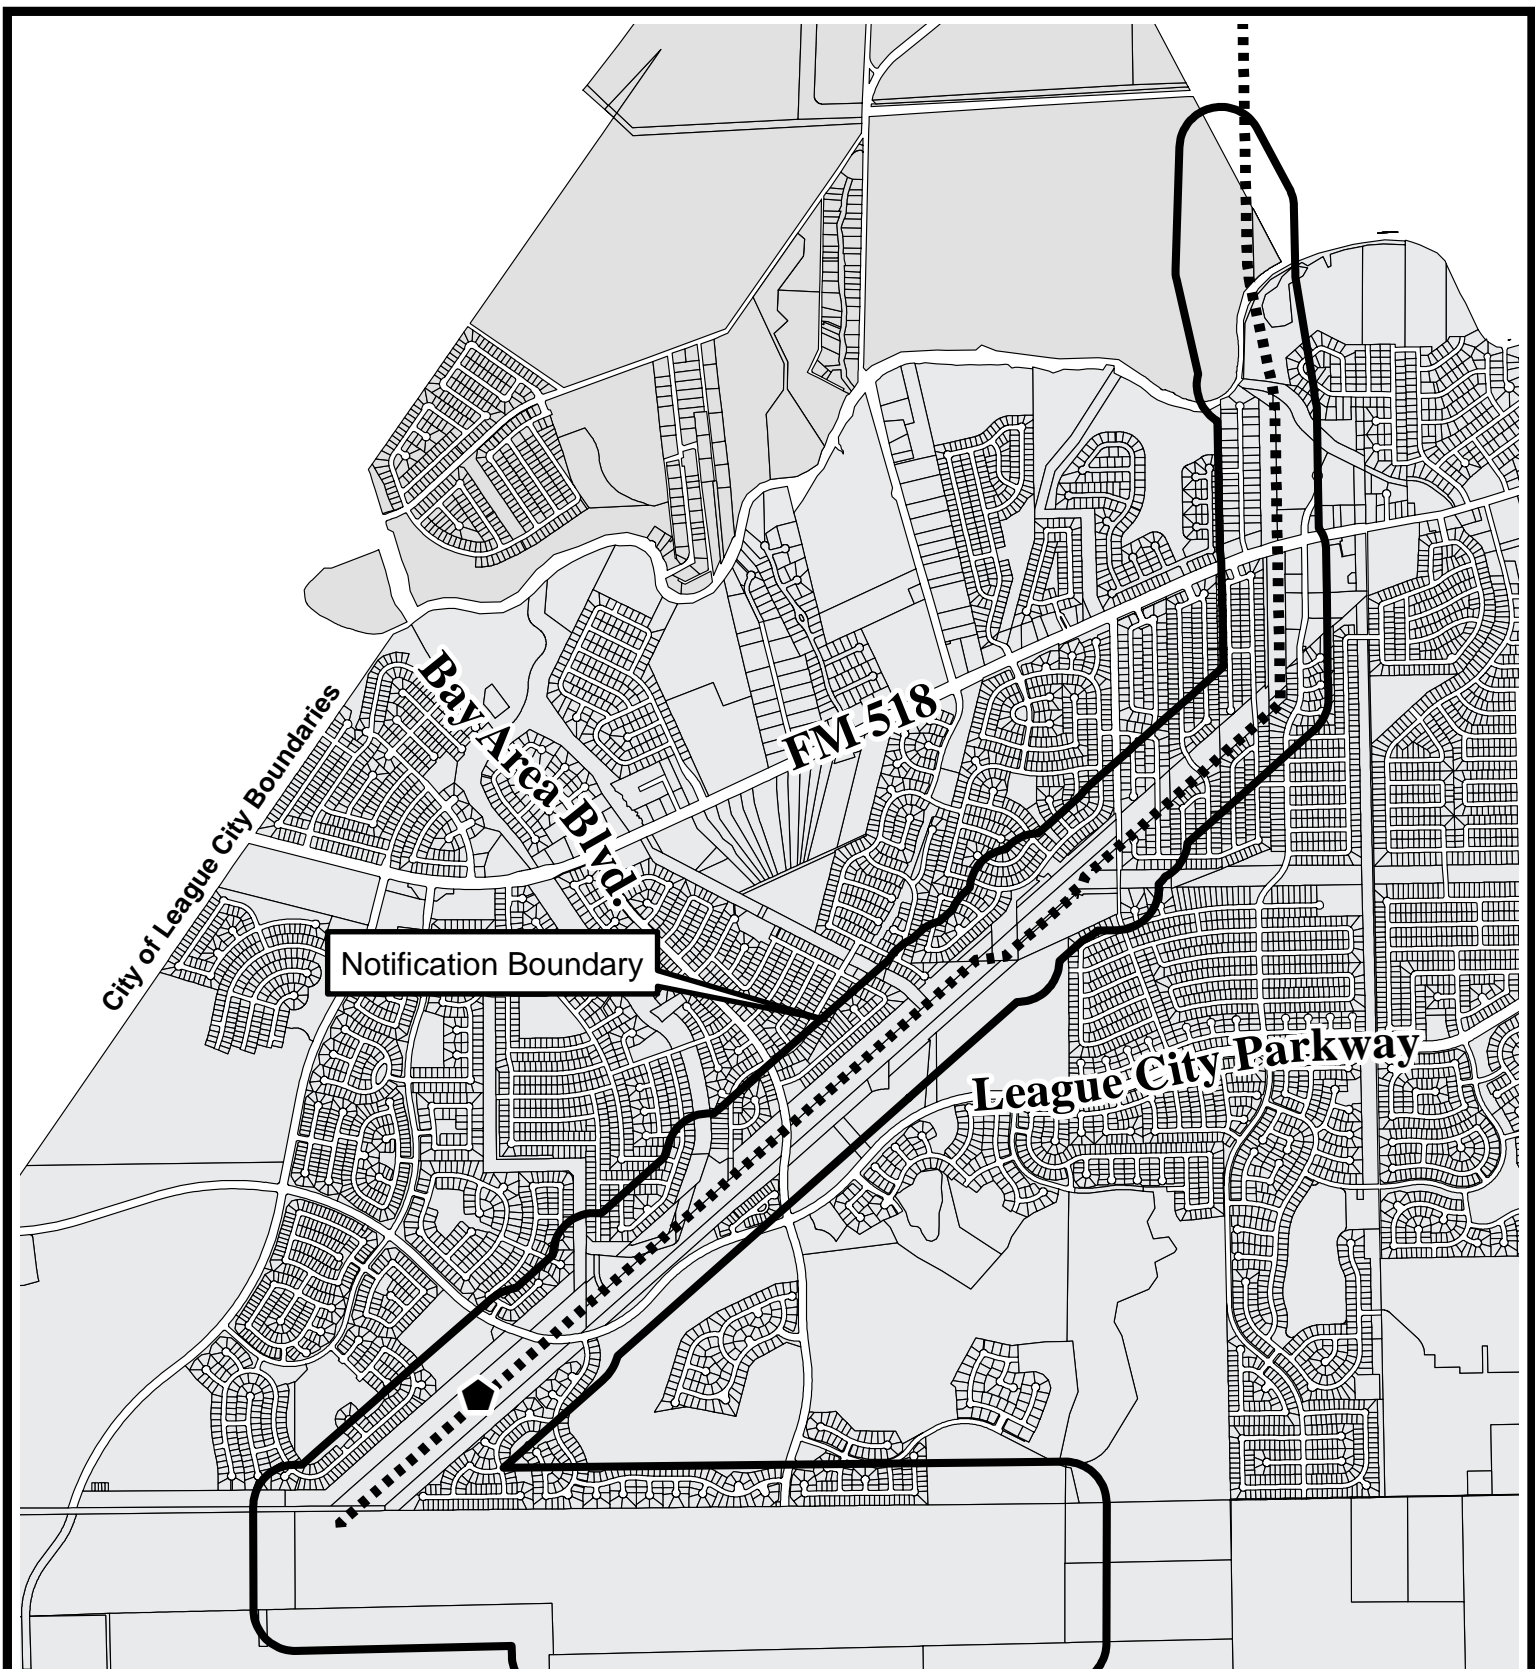 Bay Area Blvd.
FM 518
City of League City Boundaries
Notification Boundary
League City Parkway